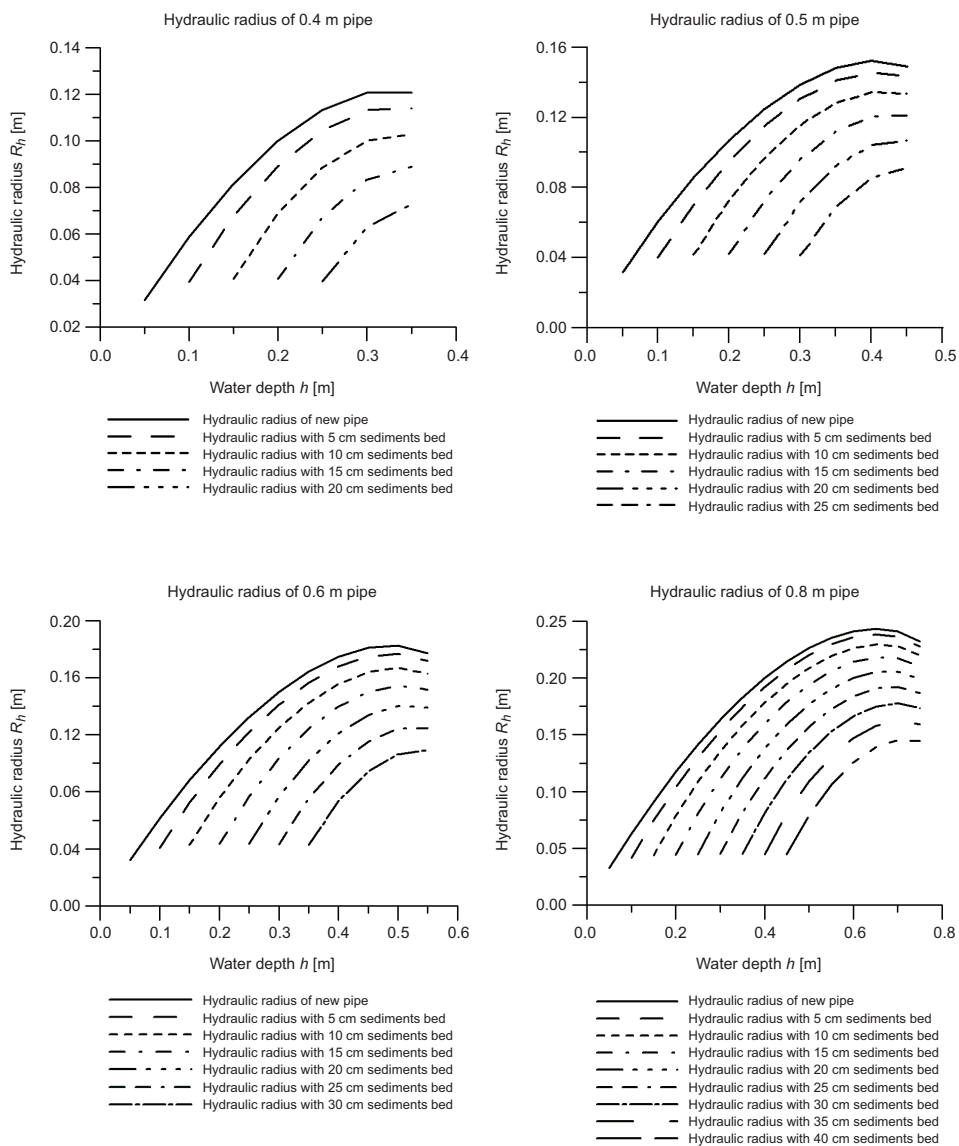 Hydraulic radius of 0.4 m pipe
0.14
0.12
0.10
0.08
0.06
0.04
0.02
Hydraulic radius Rh [m]
0.0 0.1 0.2 0.3 0.4
Water depth h [m]
Hydraulic radius of new pipe
Hydraulic radius with 5 cm sediments bed
Hydraulic radius with 10 cm sediments bed
Hydraulic radius with 15 cm sediments bed
Hydraulic radius with 20 cm sediments bed
Hydraulic radius of 0.5 m pipe
0.16
0.12
0.08
0.04
0.00
Hydraulic radius Rh [m]
0.0 0.1 0.2 0.3 0.4 0.5
Water depth h [m]
Hydraulic radius of new pipe
Hydraulic radius with 5 cm sediments bed
Hydraulic radius with 10 cm sediments bed
Hydraulic radius with 15 cm sediments bed
Hydraulic radius with 20 cm sediments bed
Hydraulic radius with 25 cm sediments bed
Hydraulic radius of 0.6 m pipe
0.20
0.16
0.12
0.06
0.04
0.00
Hydraulic radius Rh [m]
0.0 0.1 0.2 0.3 0.4 0.5 0.6
Water depth h [m]
Hydraulic radius of new pipe
Hydraulic radius with 5 cm sediments bed
Hydraulic radius with 10 cm sediments bed
Hydraulic radius with 15 cm sediments bed
Hydraulic radius with 20 cm sediments bed
Hydraulic radius with 25 cm sediments bed
Hydraulic radius with 30 cm sediments bed
Hydraulic radius of 0.8 m pipe
0.25
0.20
0.15
0.10
0.05
0.00
Hydraulic radius Rh [m]
0.0 0.2 0.4 0.6 0.8
Water depth h [m]
Hydraulic radius of new pipe
Hydraulic radius with 5 cm sediments bed
Hydraulic radius with 10 cm sediments bed
Hydraulic radius with 15 cm sediments bed
Hydraulic radius with 20 cm sediments bed
Hydraulic radius with 25 cm sediments bed
Hydraulic radius with 30 cm sediments bed
Hydraulic radius with 35 cm sediments bed
Hydraulic radius with 40 cm sediments bed